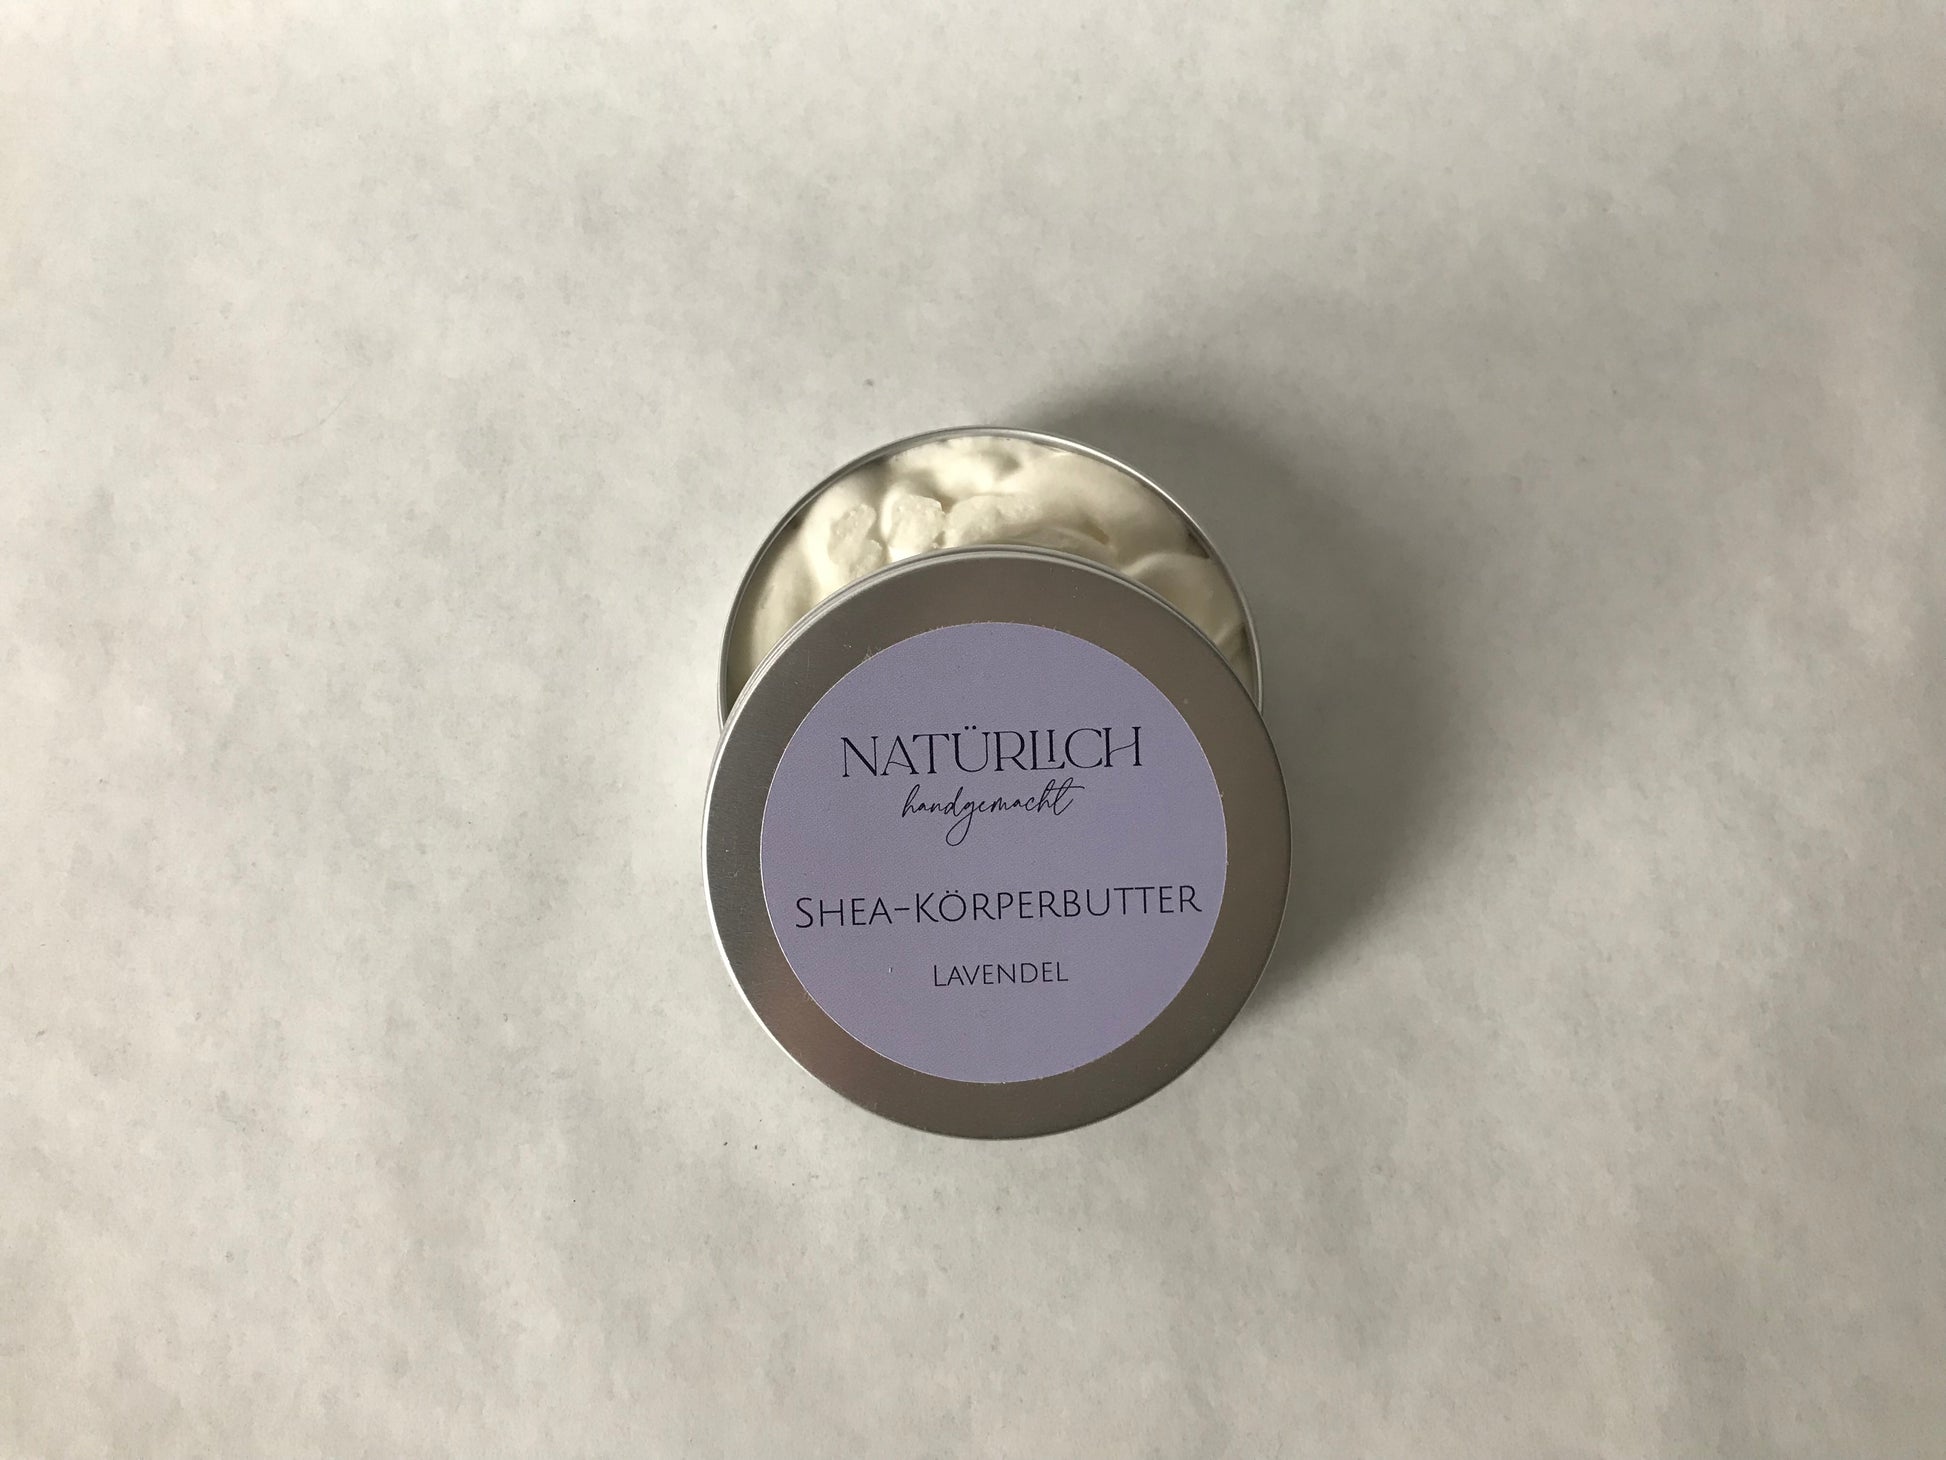 NATÜRLICH
handgemacht
SHEA-KÖRPERBUTTER
LAVENDEL